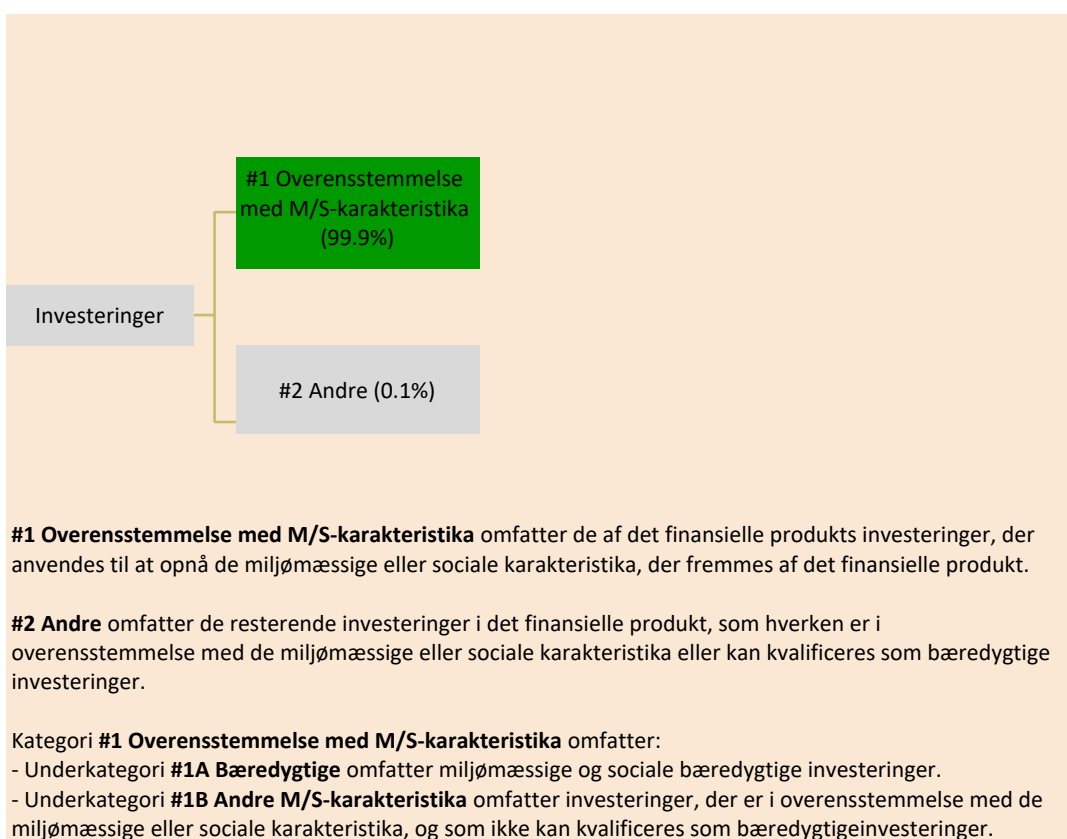 #1 Overensstemmelse
med M/S-karakteristika
(99.9%)
Investeringer
#2 Andre (0.1%)
#1 Overensstemmelse med M/S-karakteristika omfatter de af det finansielle produkts investeringer, der
anvendes til at opnå de miljømæssige eller sociale karakteristika, der fremmes af det finansielle produkt.
#2 Andre omfatter de resterende investeringer i det finansielle produkt, som hverken er i
overensstemmelse med de miljømæssige eller sociale karakteristika eller kan kvalificeres som bæredygtige
investeringer.
Kategori #1 Overensstemmelse med M/S-karakteristika omfatter:
- Underkategori #1A Bæredygtige omfatter miljømæssige og sociale bæredygtige investeringer.
- Underkategori #1B Andre M/S-karakteristika omfatter investeringer, der er i overensstemmelse med de
miljømæssige eller sociale karakteristika, og som ikke kan kvalificeres som bæredygtigeinvesteringer.